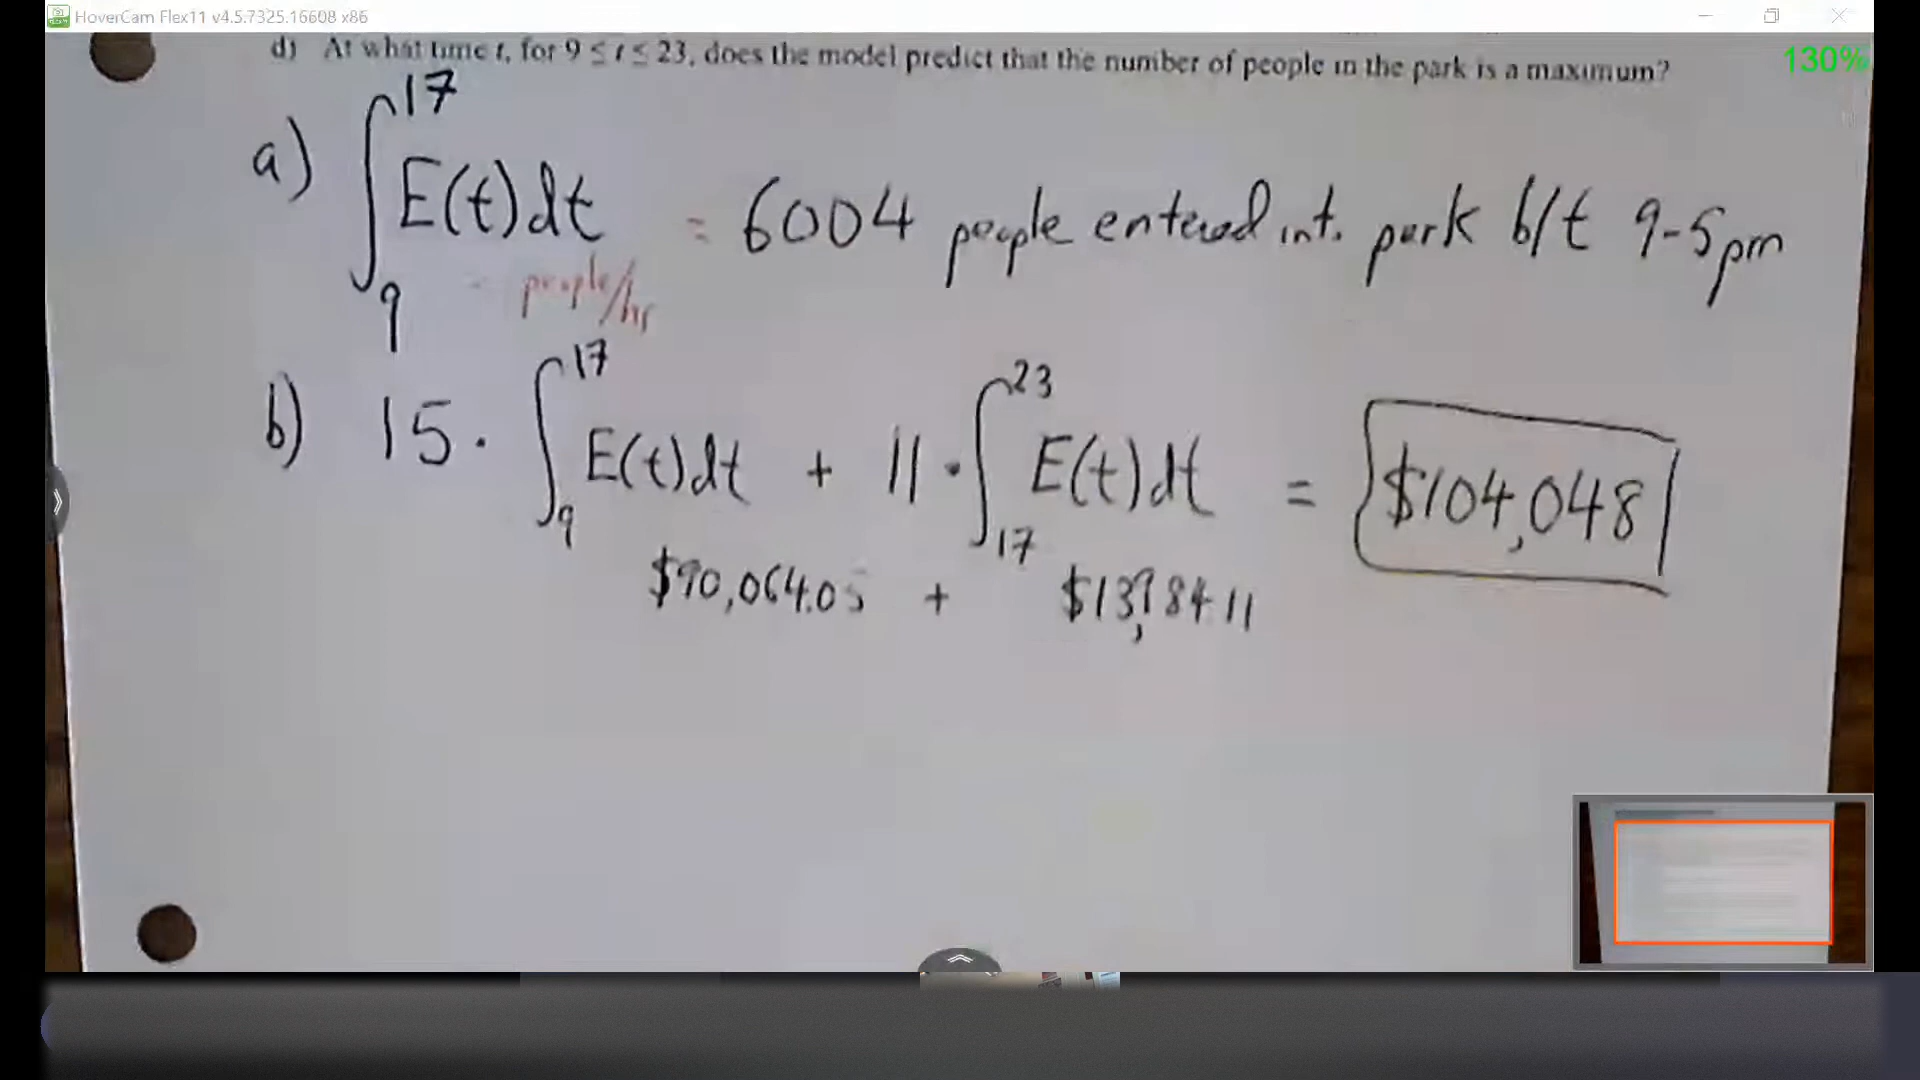 HoverCam Flex11 v4.5.7325.16608 x86
130%
d) At what time t, for 9 ≤ t ≤ 23, does the model predict that the number of people in the park is a maximum?
a) ∫₉¹⁷ E(t)dt = 6004 people entered int. park b/t 9-5pm
people/hr
b) 15 · ∫₉¹⁷ E(t)dt + 11 · ∫₁₇²³ E(t)dt = $104,048
$90,064.05 + $13,984.11